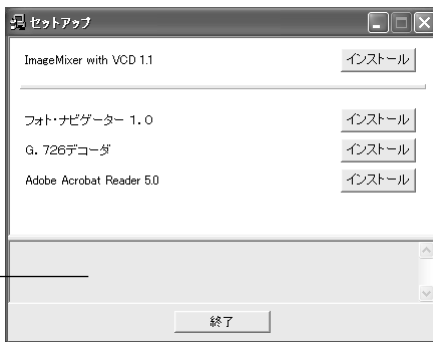 セットアップ
ImageMixer with VCD 1.1 インストール
フォト・ナビゲーター 1.0 インストール
G. 726デコーダ インストール
Adobe Acrobat Reader 5.0 インストール
終了